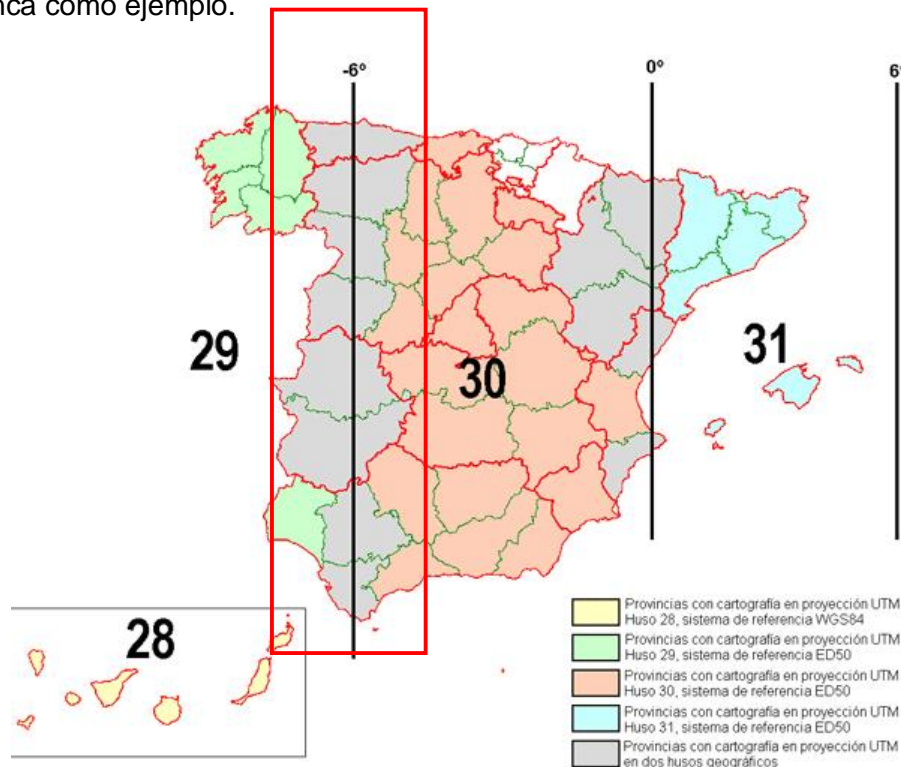 nca como ejemplo.
-6º
0º
6º
29
30
31
28
Provincias con cartografía en proyección UTM
Huso 28, sistema de referencia WGS84
Provincias con cartografía en proyección UTM
Huso 29, sistema de referencia ED50
Provincias con cartografía en proyección UTM
Huso 30, sistema de referencia ED50
Provincias con cartografía en proyección UTM
Huso 31, sistema de referencia ED50
Provincias con cartografía en proyección UTM
en dos husos geográficos